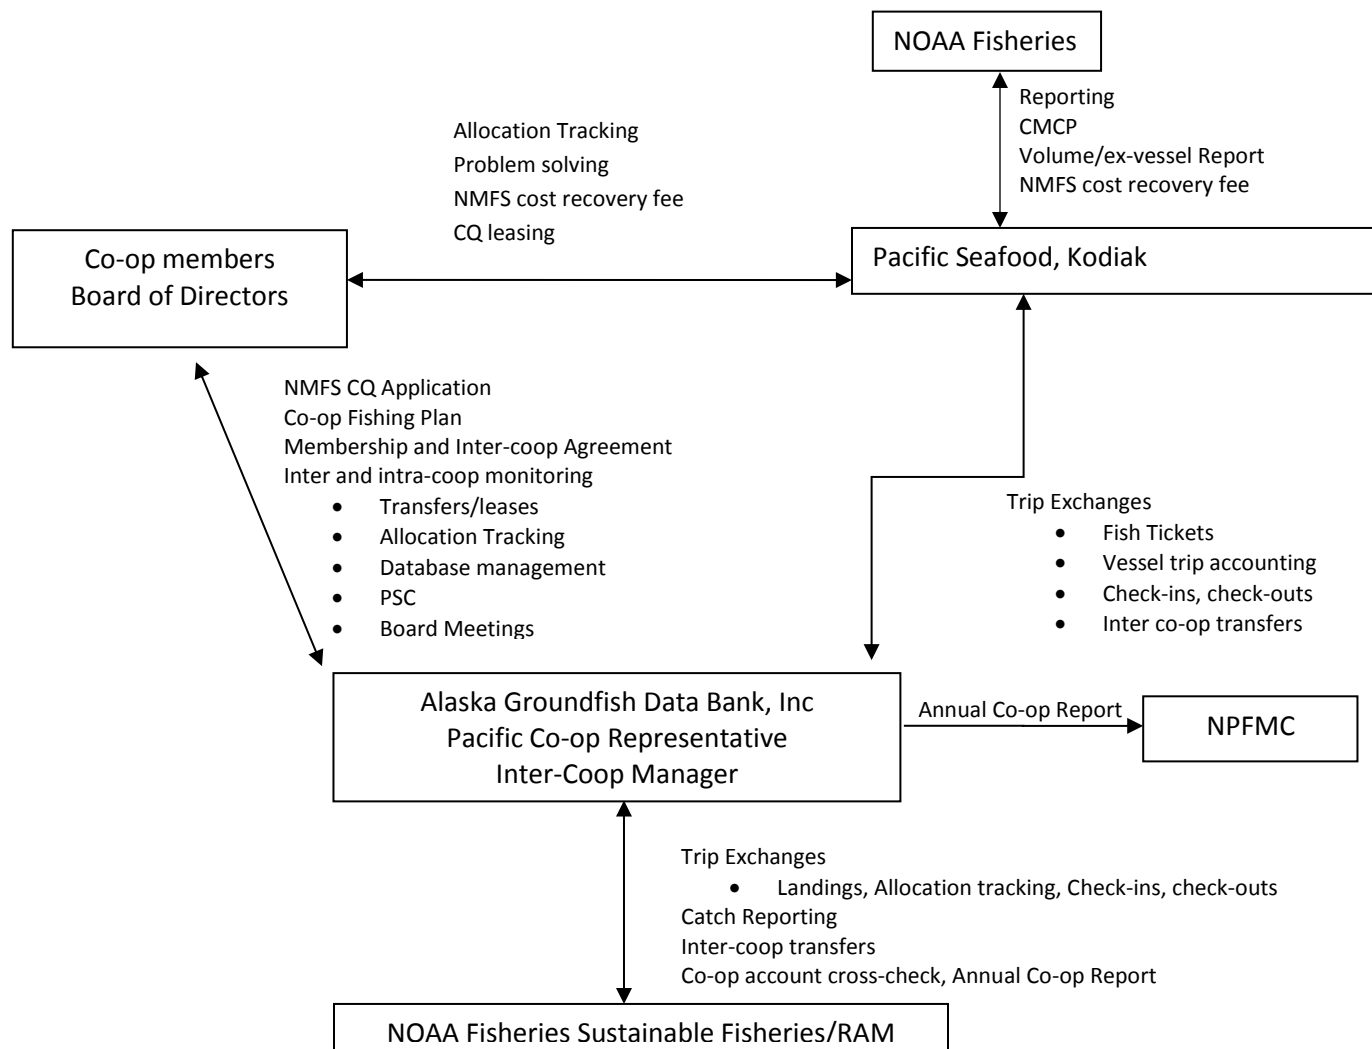 NOAA Fisheries
Reporting
CMCP
Volume/ex-vessel Report
NMFS cost recovery fee
Allocation Tracking
Problem solving
NMFS cost recovery fee
CQ leasing
Co-op members
Board of Directors
Pacific Seafood, Kodiak
NMFS CQ Application
Co-op Fishing Plan
Membership and Inter-coop Agreement
Inter and intra-coop monitoring
• Transfers/leases
• Allocation Tracking
• Database management
• PSC
• Board Meetings
Trip Exchanges
• Fish Tickets
• Vessel trip accounting
• Check-ins, check-outs
• Inter co-op transfers
Alaska Groundfish Data Bank, Inc
Pacific Co-op Representative
Inter-Coop Manager
Annual Co-op Report
NPFMC
Trip Exchanges
• Landings, Allocation tracking, Check-ins, check-outs
Catch Reporting
Inter-coop transfers
Co-op account cross-check, Annual Co-op Report
NOAA Fisheries Sustainable Fisheries/RAM